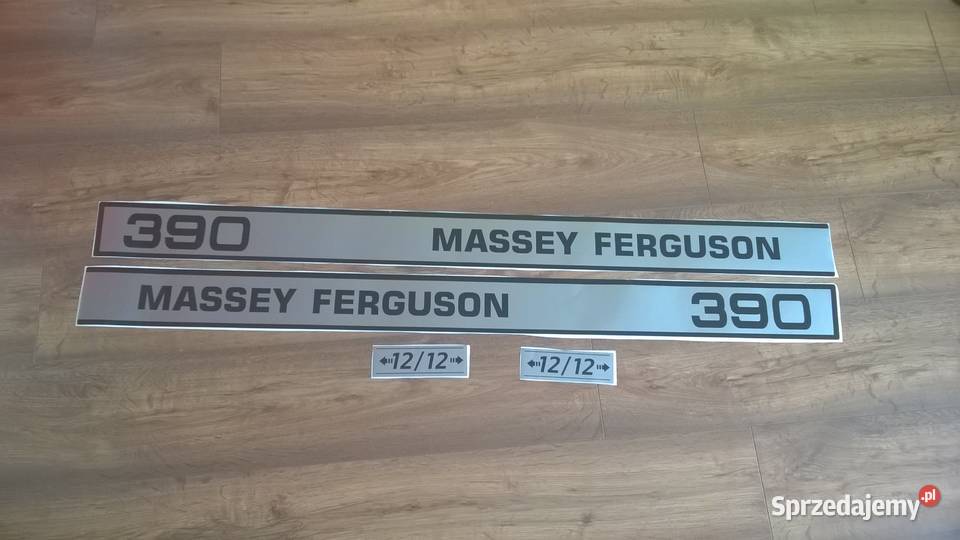 390 MASSEY FERGUSON
MASSEY FERGUSON 390
12/12 12/12
Sprzedajemy.pl